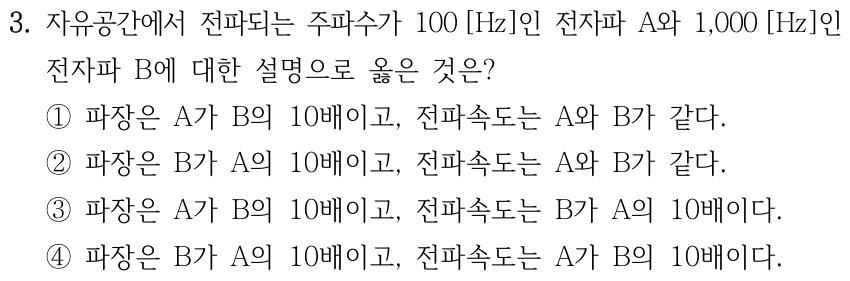 3. 자유공간에서 전파되는 주파수가 100 [Hz]인 전자파 A와 1,000 [Hz]인
전자파 B에 대한 설명으로 옳은 것은?
① 파장은 A가 B의 10배이고, 전파속도는 A와 B가 같다.
② 파장은 B가 A의 10배이고, 전파속도는 A와 B가 같다.
③ 파장은 A가 B의 10배이고, 전파속도는 B가 A의 10배이다.
④ 파장은 B가 A의 10배이고, 전파속도는 A가 B의 10배이다.